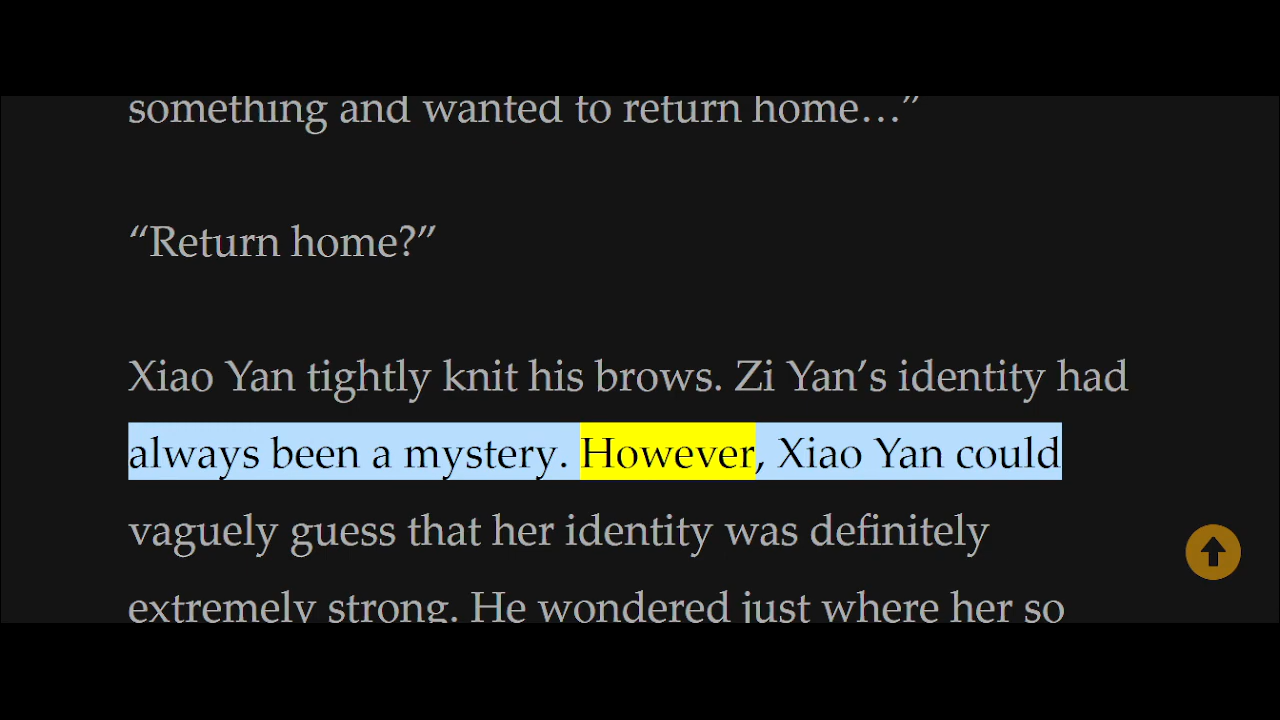 something and wanted to return home…”
“Return home?”
Xiao Yan tightly knit his brows. Zi Yan’s identity had
always been a mystery. However, Xiao Yan could
vaguely guess that her identity was definitely
extremely strong. He wondered just where her so